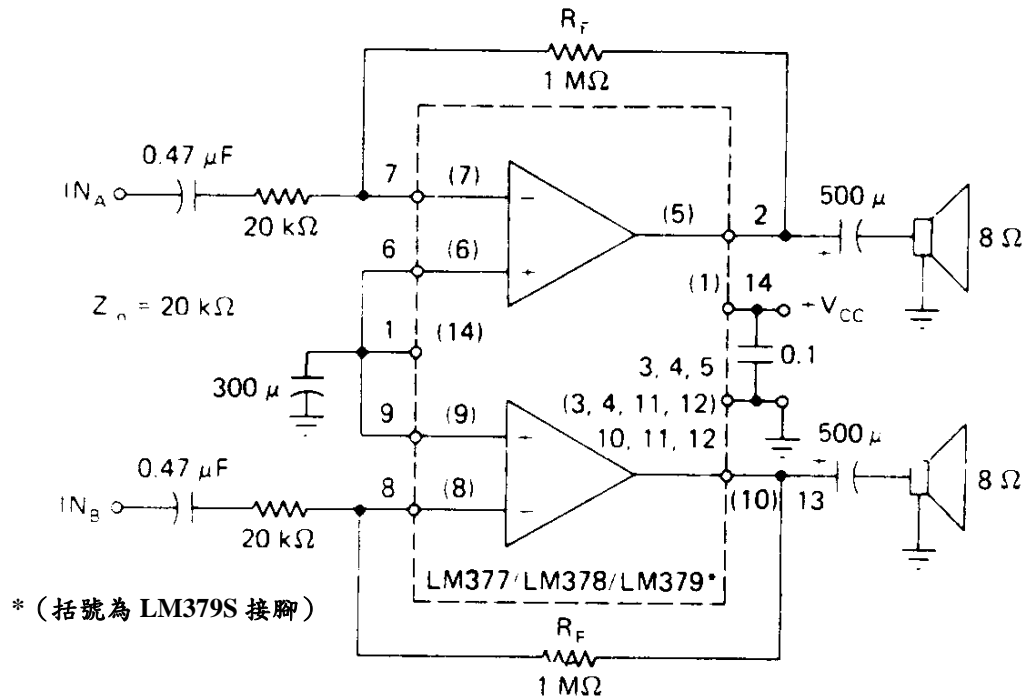 R_F
1 MΩ
0.47 μF
7 (7)
IN_A
20 kΩ
500 μ
(5) 2
8 Ω
6 (6)
(1) 14
+V_CC
= 20 kΩ
1 (14)
0.1
300 μ
3, 4, 5
(3, 4, 11, 12)
9 (9)
10, 11, 12
500 μ
0.47 μF
8 (8)
IN_B
20 kΩ
(10) 13
8 Ω
LM377/LM378/LM379*
*(括號為 LM379S 接腳)
R_F
1 MΩ